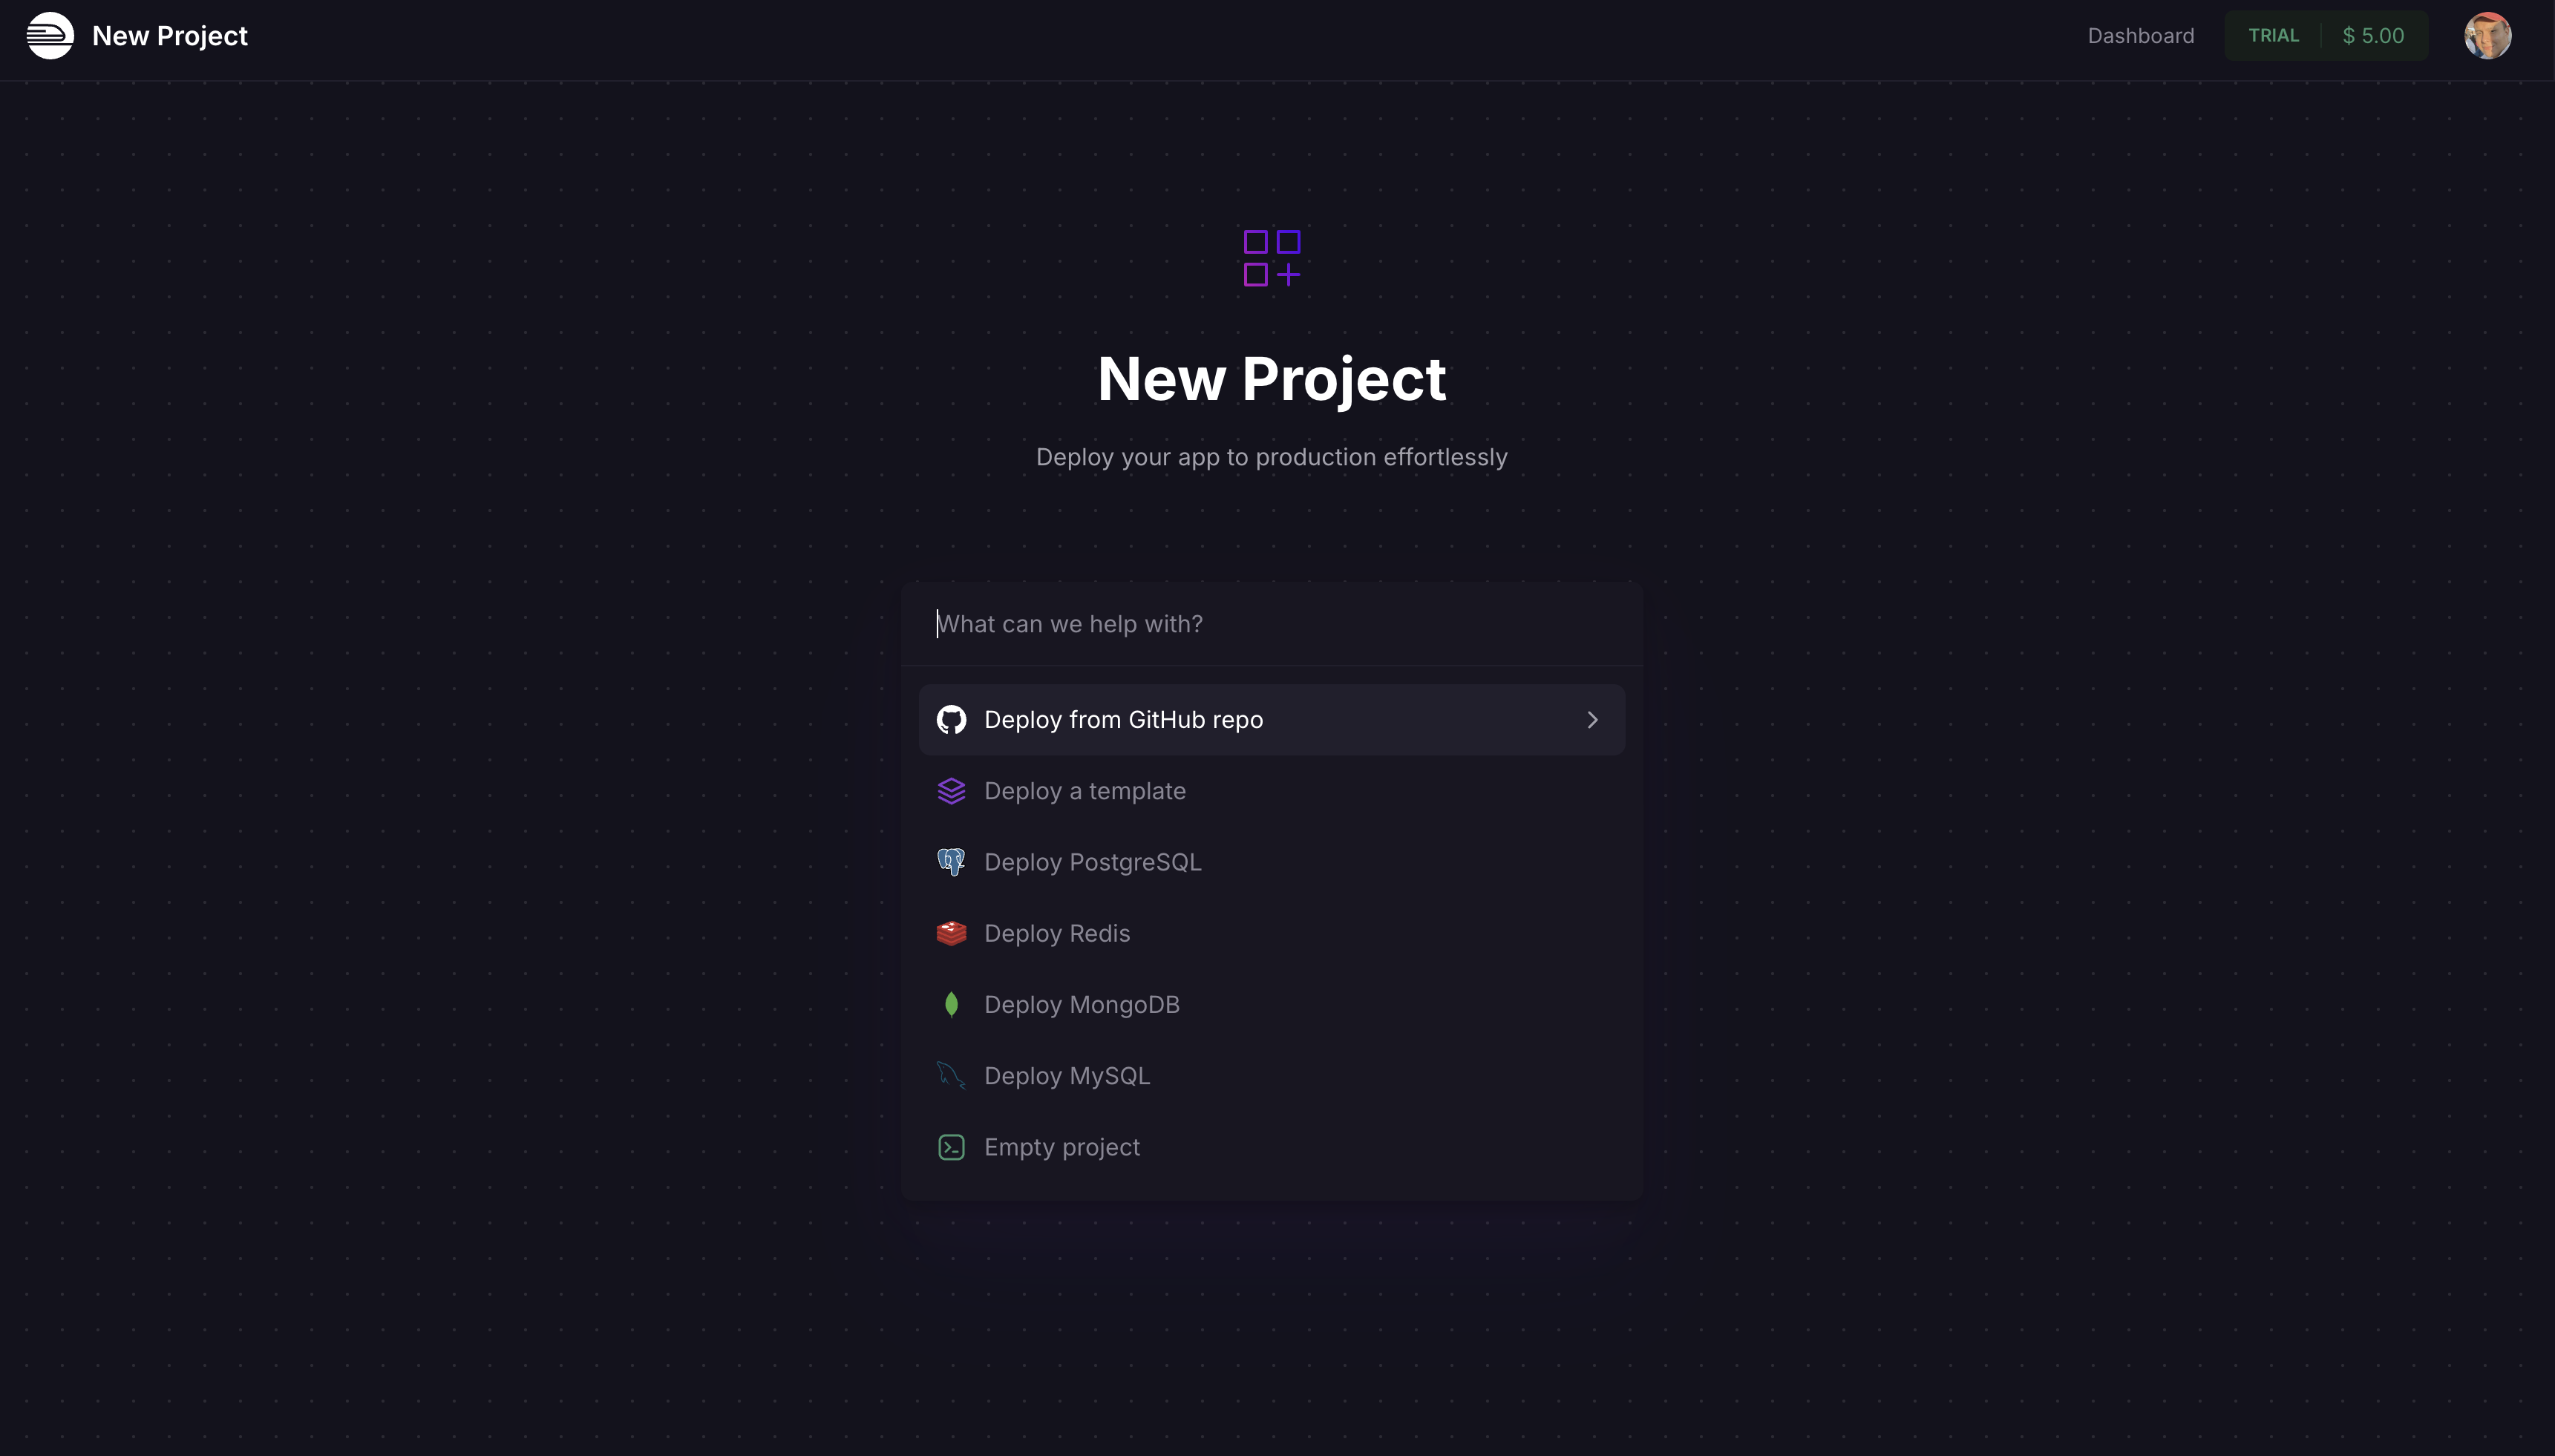 New Project
Dashboard
TRIAL
$ 5.00
New Project
Deploy your app to production effortlessly
What can we help with?
Deploy from GitHub repo
Deploy a template
Deploy PostgreSQL
Deploy Redis
Deploy MongoDB
Deploy MySQL
Empty project